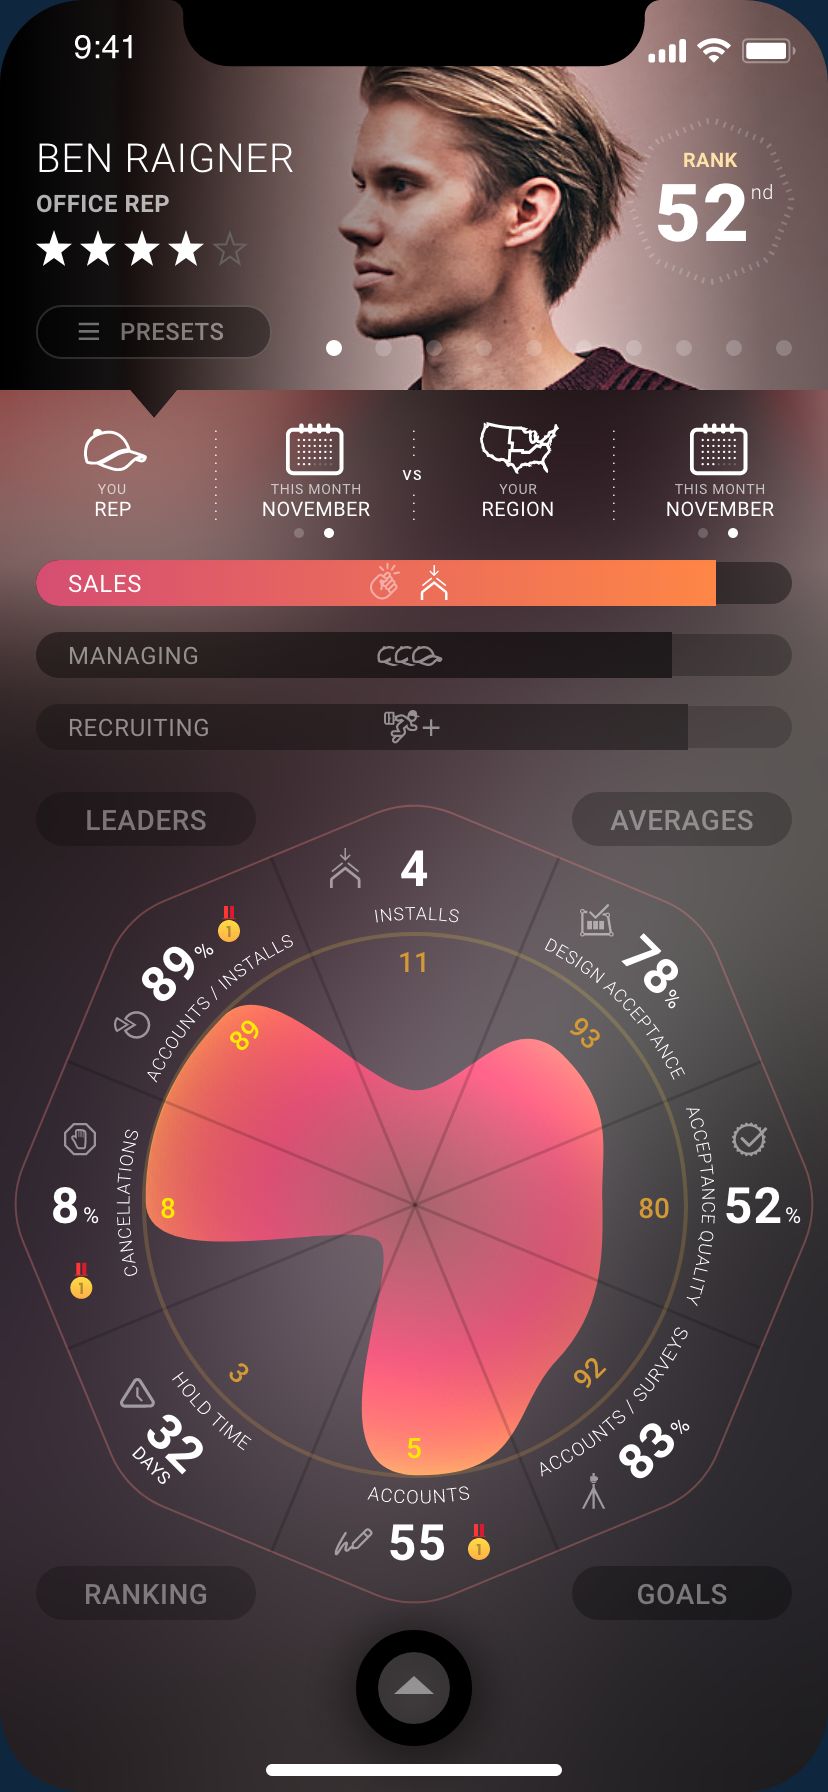 9:41
BEN RAIGNER
OFFICE REP
RANK
52nd
PRESETS
YOU
REP
THIS MONTH
NOVEMBER
VS
YOUR
REGION
THIS MONTH
NOVEMBER
SALES
MANAGING
RECRUITING
+
LEADERS
AVERAGES
4
INSTALLS
11
89%
1
ACCOUNTS / INSTALLS
89
78%
DESIGN ACCEPTANCE
93
8%
1
CANCELLATIONS
8
80
ACCEPTANCE QUALITY
52%
3
HOLD TIME
32
DAYS
92
ACCOUNTS / SURVEYS
83%
5
ACCOUNTS
55
1
RANKING
GOALS